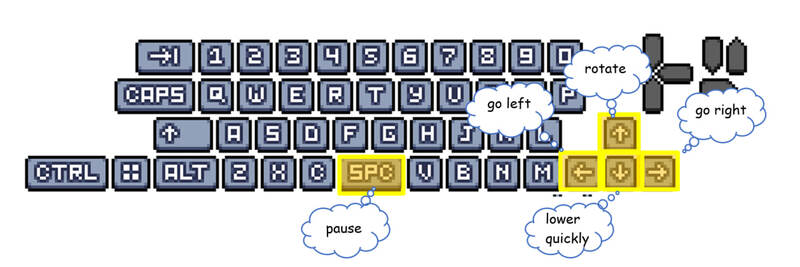 1 2 3 4 5 6 7 8 9 0
rotate
CAPS Q W E R T Y U P
go left
go right
A S D F G H
CTRL ALT Z X C SPC V B N M
pause
lower
quickly